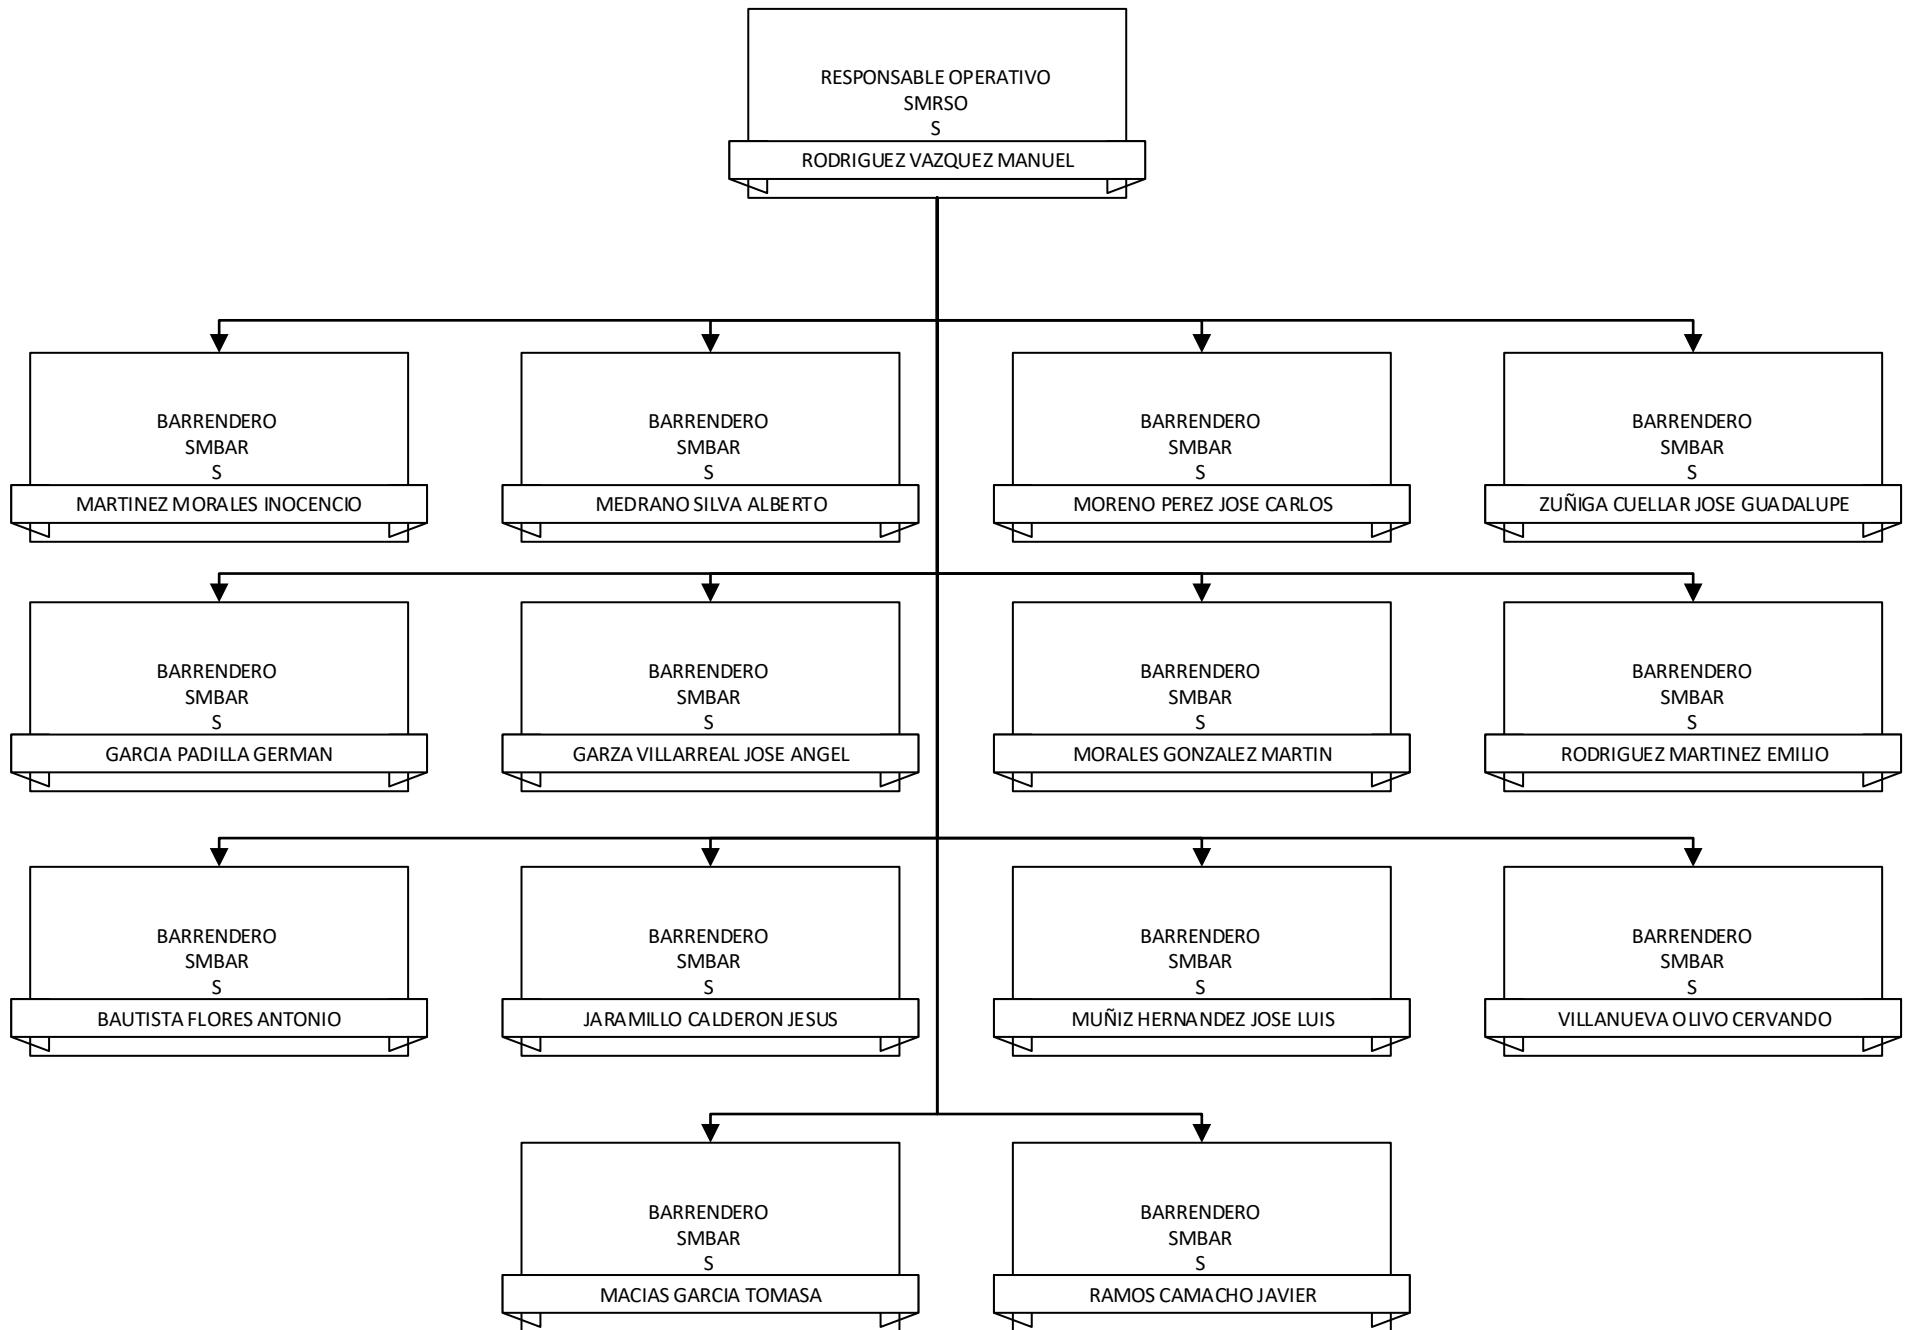 RESPONSABLE OPERATIVO
SMRSO
S
RODRIGUEZ VAZQUEZ MANUEL
BARRENDERO
SMBAR
S
MARTINEZ MORALES INOCENCIO
BARRENDERO
SMBAR
S
MEDRANO SILVA ALBERTO
BARRENDERO
SMBAR
S
MORENO PEREZ JOSE CARLOS
BARRENDERO
SMBAR
S
ZUÑIGA CUELLAR JOSE GUADALUPE
BARRENDERO
SMBAR
S
GARCIA PADILLA GERMAN
BARRENDERO
SMBAR
S
GARZA VILLARREAL JOSE ANGEL
BARRENDERO
SMBAR
S
MORALES GONZALEZ MARTIN
BARRENDERO
SMBAR
S
RODRIGUEZ MARTINEZ EMILIO
BARRENDERO
SMBAR
S
BAUTISTA FLORES ANTONIO
BARRENDERO
SMBAR
S
JARAMILLO CALDERON JESUS
BARRENDERO
SMBAR
S
MUÑIZ HERNANDEZ JOSE LUIS
BARRENDERO
SMBAR
S
VILLANUEVA OLIVO CERVANDO
BARRENDERO
SMBAR
S
MACIAS GARCIA TOMASA
BARRENDERO
SMBAR
S
RAMOS CAMACHO JAVIER